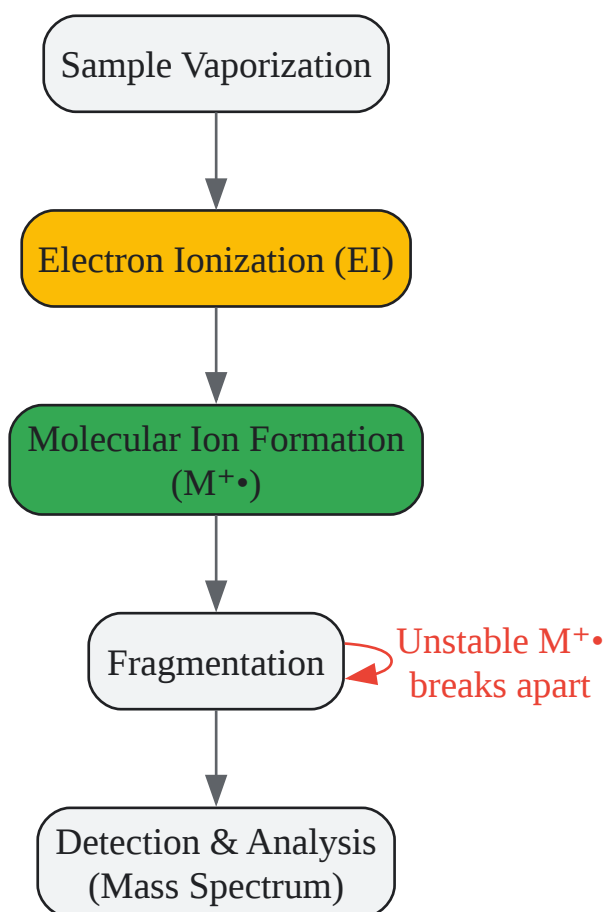 Sample Vaporization
Electron Ionization (EI)
Molecular Ion Formation
(M⁺•)
Fragmentation
Unstable M⁺•
breaks apart
Detection & Analysis
(Mass Spectrum)